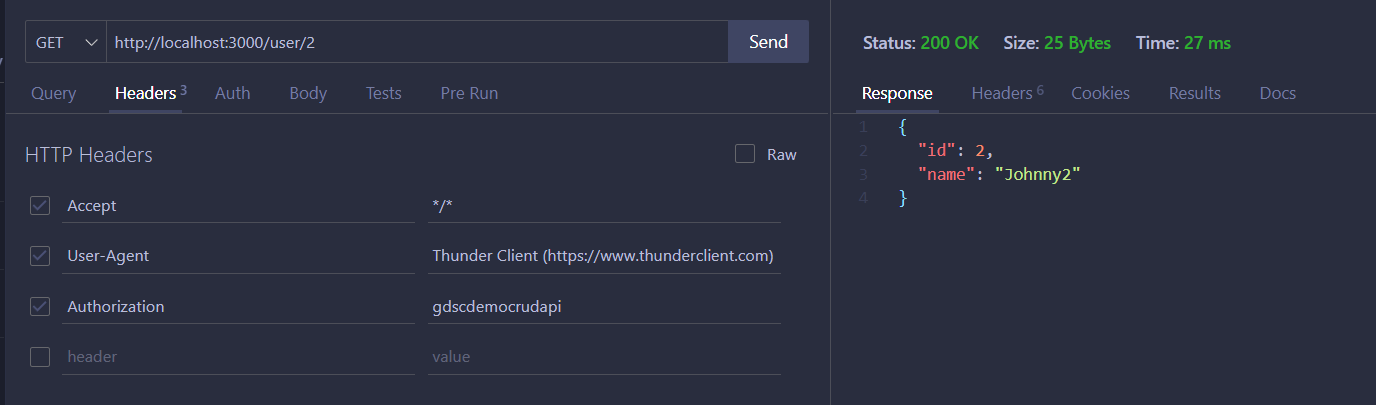 GET http://localhost:3000/user/2 Send
Query Headers 3 Auth Body Tests Pre Run
HTTP Headers Raw
Accept */*
User-Agent Thunder Client (https://www.thunderclient.com)
Authorization gdscdemocrudapi
header value
Status: 200 OK Size: 25 Bytes Time: 27 ms
Response Headers 6 Cookies Results Docs
1 {
2 "id": 2,
3 "name": "Johnny2"
4 }